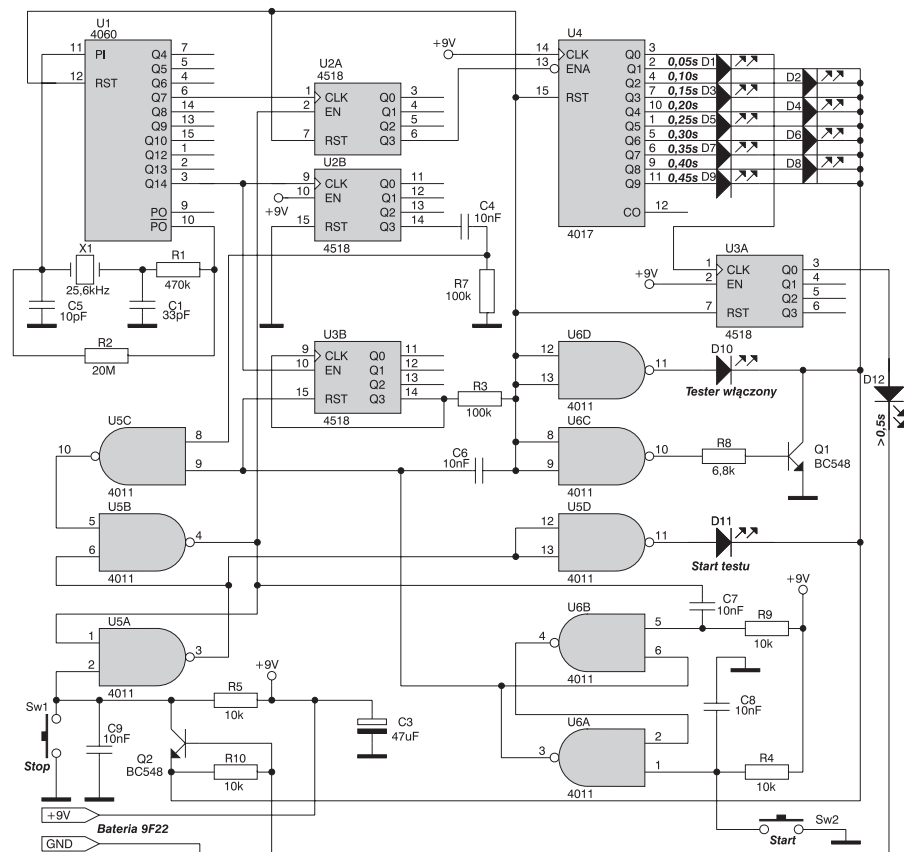 U1
4060
11 PI Q4 7
Q5 5
12 RST Q6 4
Q7 6
Q8 14
Q9 13
Q10 15
Q12 1
Q13 2
Q14 3
PO 9
PO 10
X1
25,6kHz
R1
470k
C5
10pF
C1
33pF
R2
20M
U2A
4518
1 CLK Q0 3
2 EN Q1 4
Q2 5
7 RST Q3 6
U2B
9 CLK Q0 11
10 EN Q1 12
+9V
Q2 13
15 RST Q3 14
4518
C4
10nF
R7
100k
U3B
9 CLK Q0 11
10 EN Q1 12
Q2 13
15 RST Q3 14
4518
R3
100k
U4
+9V
14 CLK Q0 3
13 ENA Q1 2 0,05s D1
Q2 4 0,10s D2
15 RST Q3 7 0,15s D3
Q4 10 0,20s D4
Q5 1 0,25s D5
Q6 5 0,30s D6
Q7 6 0,35s D7
Q8 9 0,40s D8
Q9 11 0,45s D9
CO 12
4017
U3A
1 CLK Q0 3
+9V
2 EN Q1 4
Q2 5
7 RST Q3 6
4518
U6D
12
13
11
4011
D10
Tester włączony
D12
>0,5s
U5C
10
8
9
4011
C6
10nF
U6C
8
9
10
4011
R8
6,8k
Q1
BC548
U5B
5
6
4
4011
U5D
12
13
11
4011
D11
Start testu
U5A
1
2
3
4011
+9V
R5
10k
C3
47uF
Sw1
Stop
C9
10nF
Q2
BC548
R10
10k
U6B
4
5
6
4011
C7
10nF
R9
10k
+9V
C8
10nF
U6A
3
2
1
4011
R4
10k
Sw2
Start
+9V
Bateria 9F22
GND